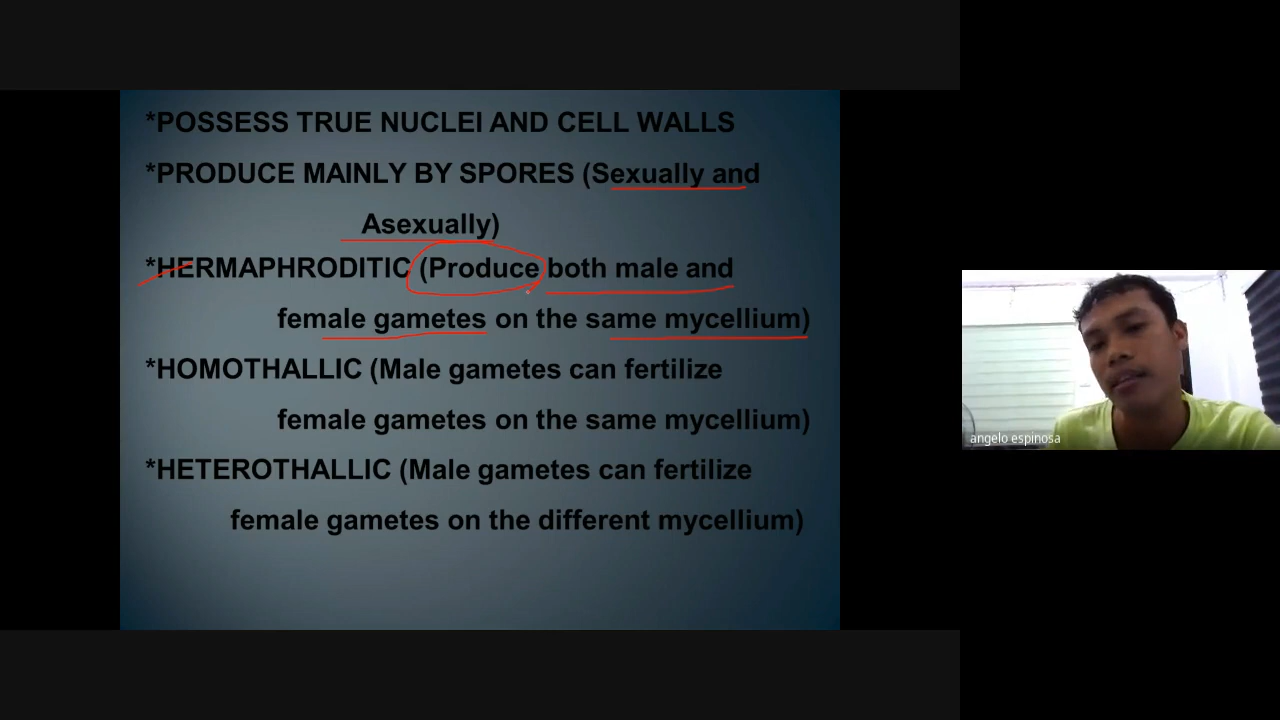 *POSSESS TRUE NUCLEI AND CELL WALLS
*PRODUCE MAINLY BY SPORES (Sexually and
Asexually)
*HERMAPHRODITIC (Produce both male and
female gametes on the same mycellium)
*HOMOTHALLIC (Male gametes can fertilize
female gametes on the same mycellium)
*HETEROTHALLIC (Male gametes can fertilize
female gametes on the different mycellium)
angelo espinosa